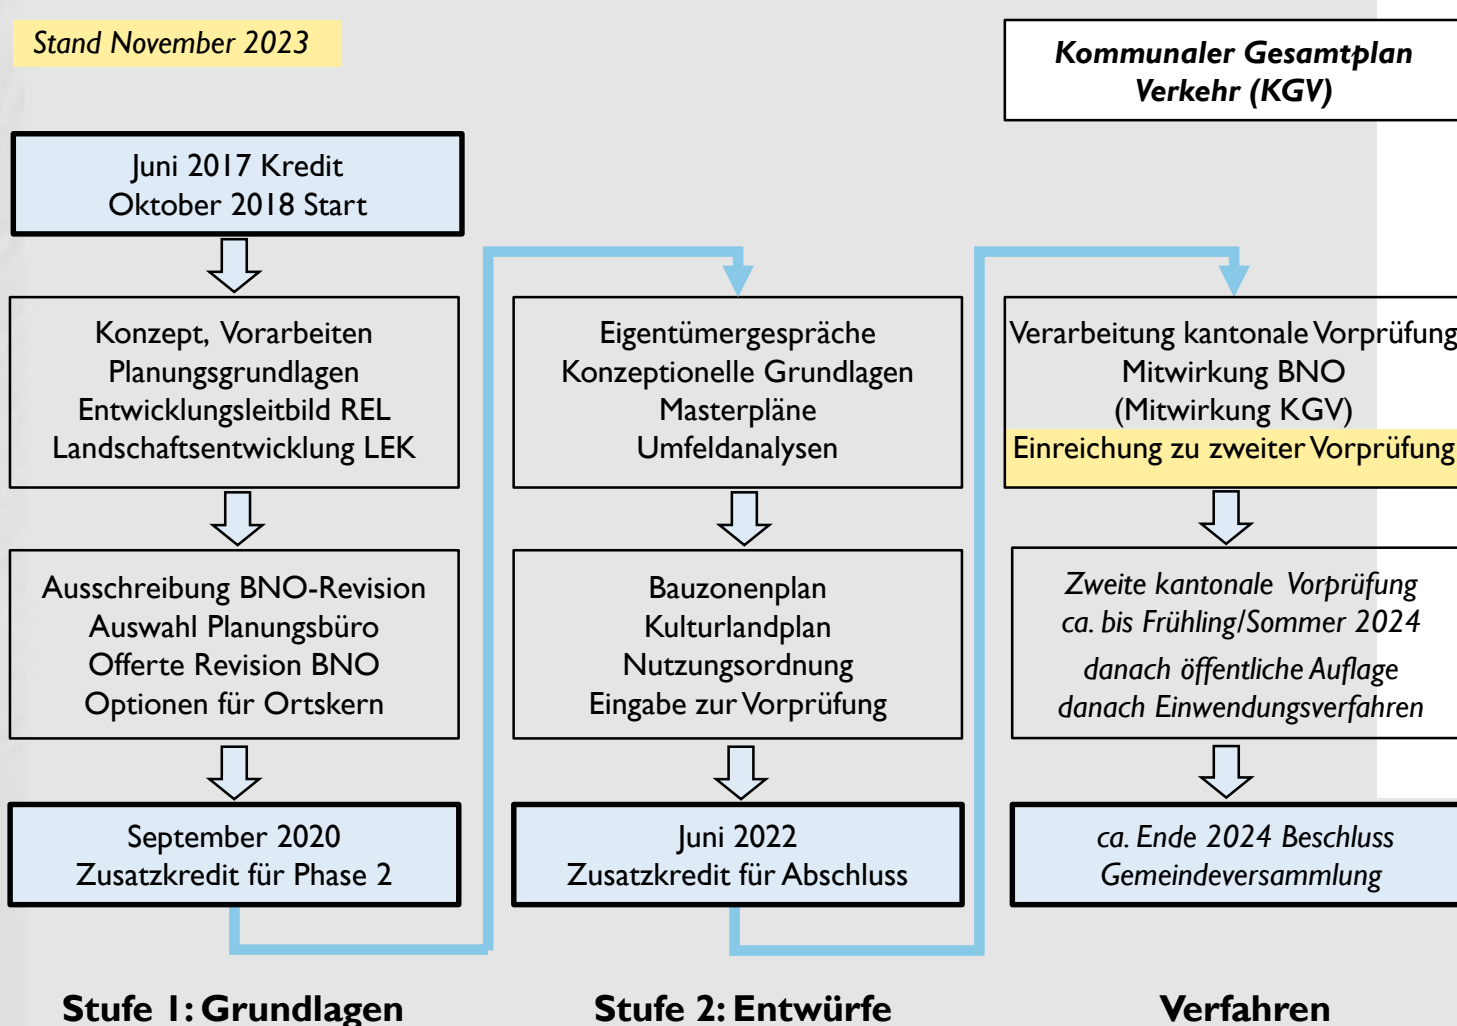 Stand November 2023
Kommunaler Gesamtplan
Verkehr (KGV)
Juni 2017 Kredit
Oktober 2018 Start
Konzept, Vorarbeiten
Planungsgrundlagen
Entwicklungsleitbild REL
Landschaftsentwicklung LEK
Ausschreibung BNO-Revision
Auswahl Planungsbüro
Offerte Revision BNO
Optionen für Ortskern
September 2020
Zusatzkredit für Phase 2
Stufe 1: Grundlagen
Eigentümergespräche
Konzeptionelle Grundlagen
Masterpläne
Umfeldanalysen
Bauzonenplan
Kulturlandplan
Nutzungsordnung
Eingabe zur Vorprüfung
Juni 2022
Zusatzkredit für Abschluss
Stufe 2: Entwürfe
Verarbeitung kantonale Vorprüfung
Mitwirkung BNO
(Mitwirkung KGV)
Einreichung zu zweiter Vorprüfung
Zweite kantonale Vorprüfung
ca. bis Frühling/Sommer 2024
danach öffentliche Auflage
danach Einwendungsverfahren
ca. Ende 2024 Beschluss
Gemeindeversammlung
Verfahren